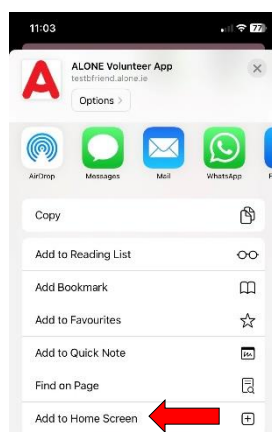 11:03
77
ALONE Volunteer App
testbfriend.alone.ie
Options >
AirDrop
Messages
Mail
WhatsApp
Copy
Add to Reading List
Add Bookmark
Add to Favourites
Add to Quick Note
Find on Page
Add to Home Screen